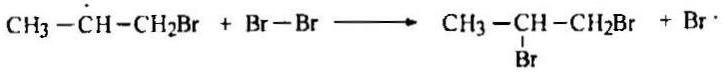 CH₃ – ĊH – CH₂Br + Br – Br ⟶ CH₃ – CH – CH₂Br + Br·
Br